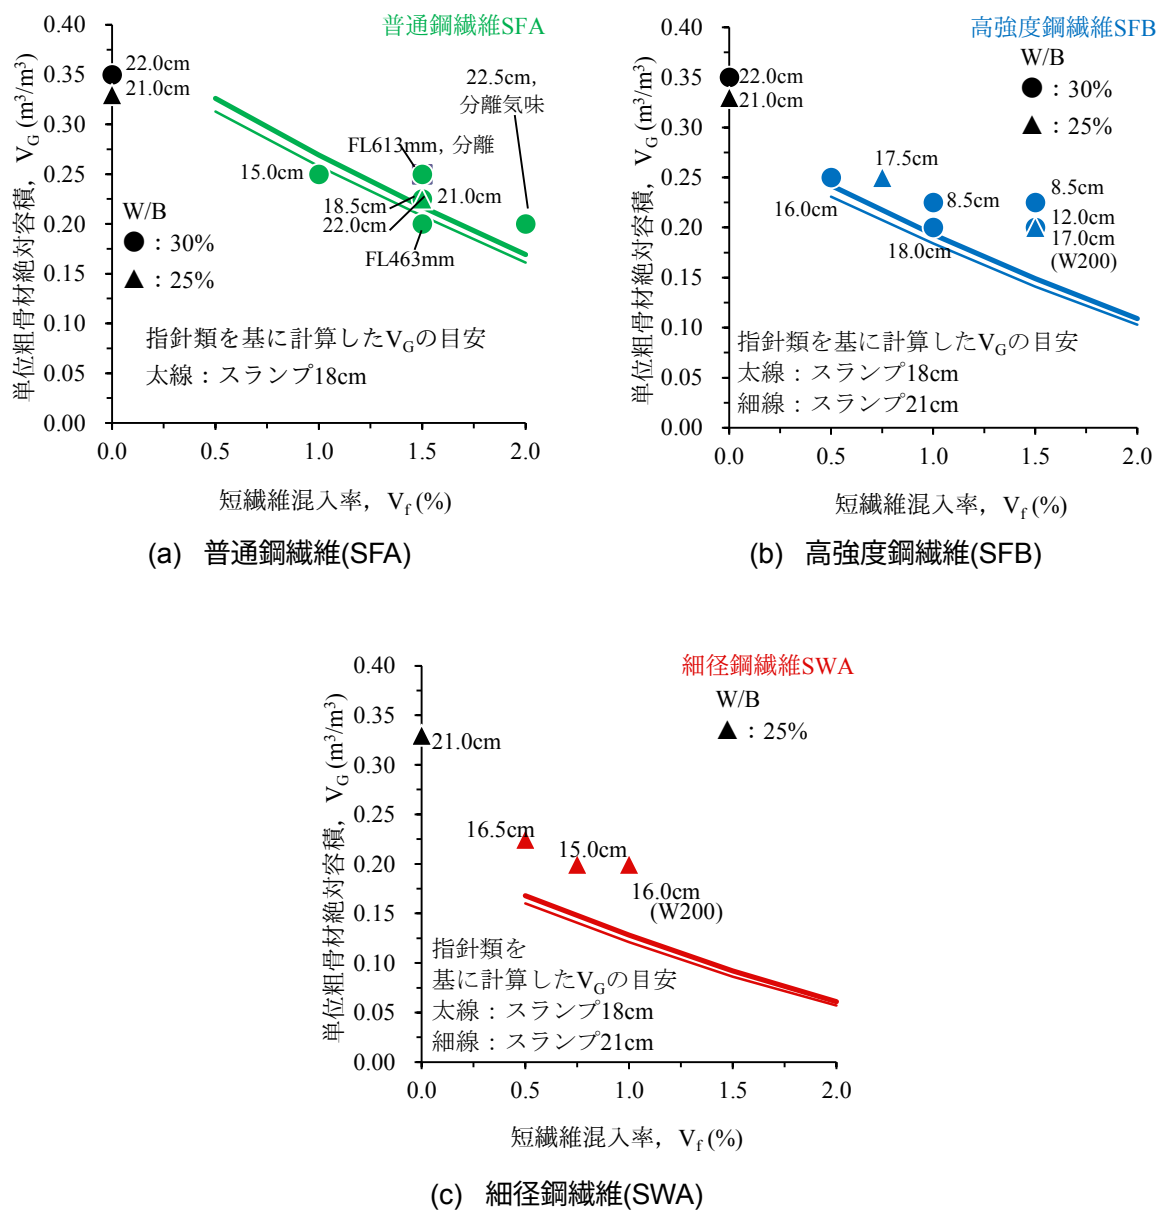 普通鋼繊維SFA
0.40
0.35
0.30
0.25
0.20
0.15
0.10
0.05
0.00
単位粗骨材絶対容積，V_G (m³/m³)
22.0cm
21.0cm
22.5cm,
分離気味
FL613mm, 分離
15.0cm
18.5cm
21.0cm
22.0cm
FL463mm
W/B
：30%
：25%
指針類を基に計算したV_Gの目安
太線：スランプ18cm
0.0 0.5 1.0 1.5 2.0
短繊維混入率，V_f (%)
(a) 普通鋼繊維(SFA)
高強度鋼繊維SFB
0.40
0.35
0.30
0.25
0.20
0.15
0.10
0.05
0.00
単位粗骨材絶対容積，V_G (m³/m³)
W/B
：30%
：25%
22.0cm
21.0cm
17.5cm
16.0cm
8.5cm
18.0cm
8.5cm
12.0cm
17.0cm
(W200)
指針類を基に計算したV_Gの目安
太線：スランプ18cm
細線：スランプ21cm
0.0 0.5 1.0 1.5 2.0
短繊維混入率，V_f (%)
(b) 高強度鋼繊維(SFB)
細径鋼繊維SWA
0.40
0.35
0.30
0.25
0.20
0.15
0.10
0.05
0.00
単位粗骨材絶対容積，V_G (m³/m³)
W/B
：25%
21.0cm
16.5cm
15.0cm
16.0cm
(W200)
指針類を
基に計算したV_Gの目安
太線：スランプ18cm
細線：スランプ21cm
0.0 0.5 1.0 1.5 2.0
短繊維混入率，V_f (%)
(c) 細径鋼繊維(SWA)